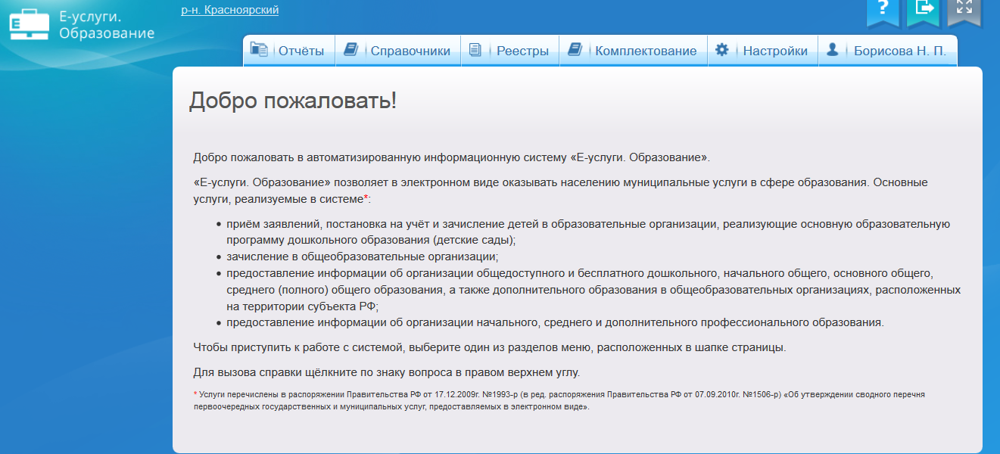 Е-услуги.
Образование
р-н. Красноярский
?
Отчёты
Справочники
Реестры
Комплектование
Настройки
Борисова Н. П.
Добро пожаловать!
Добро пожаловать в автоматизированную информационную систему «Е-услуги. Образование».
«Е-услуги. Образование» позволяет в электронном виде оказывать населению муниципальные услуги в сфере образования. Основные
услуги, реализуемые в системе*:
• приём заявлений, постановка на учёт и зачисление детей в образовательные организации, реализующие основную образовательную
программу дошкольного образования (детские сады);
• зачисление в общеобразовательные организации;
• предоставление информации об организации общедоступного и бесплатного дошкольного, начального общего, основного общего,
среднего (полного) общего образования, а также дополнительного образования в общеобразовательных организациях, расположенных
на территории субъекта РФ;
• предоставление информации об организации начального, среднего и дополнительного профессионального образования.
Чтобы приступить к работе с системой, выберите один из разделов меню, расположенных в шапке страницы.
Для вызова справки щёлкните по знаку вопроса в правом верхнем углу.
* Услуги перечислены в распоряжении Правительства РФ от 17.12.2009г. №1993-р (в ред. распоряжения Правительства РФ от 07.09.2010г. №1506-р) «Об утверждении сводного перечня
первоочередных государственных и муниципальных услуг, предоставляемых в электронном виде».